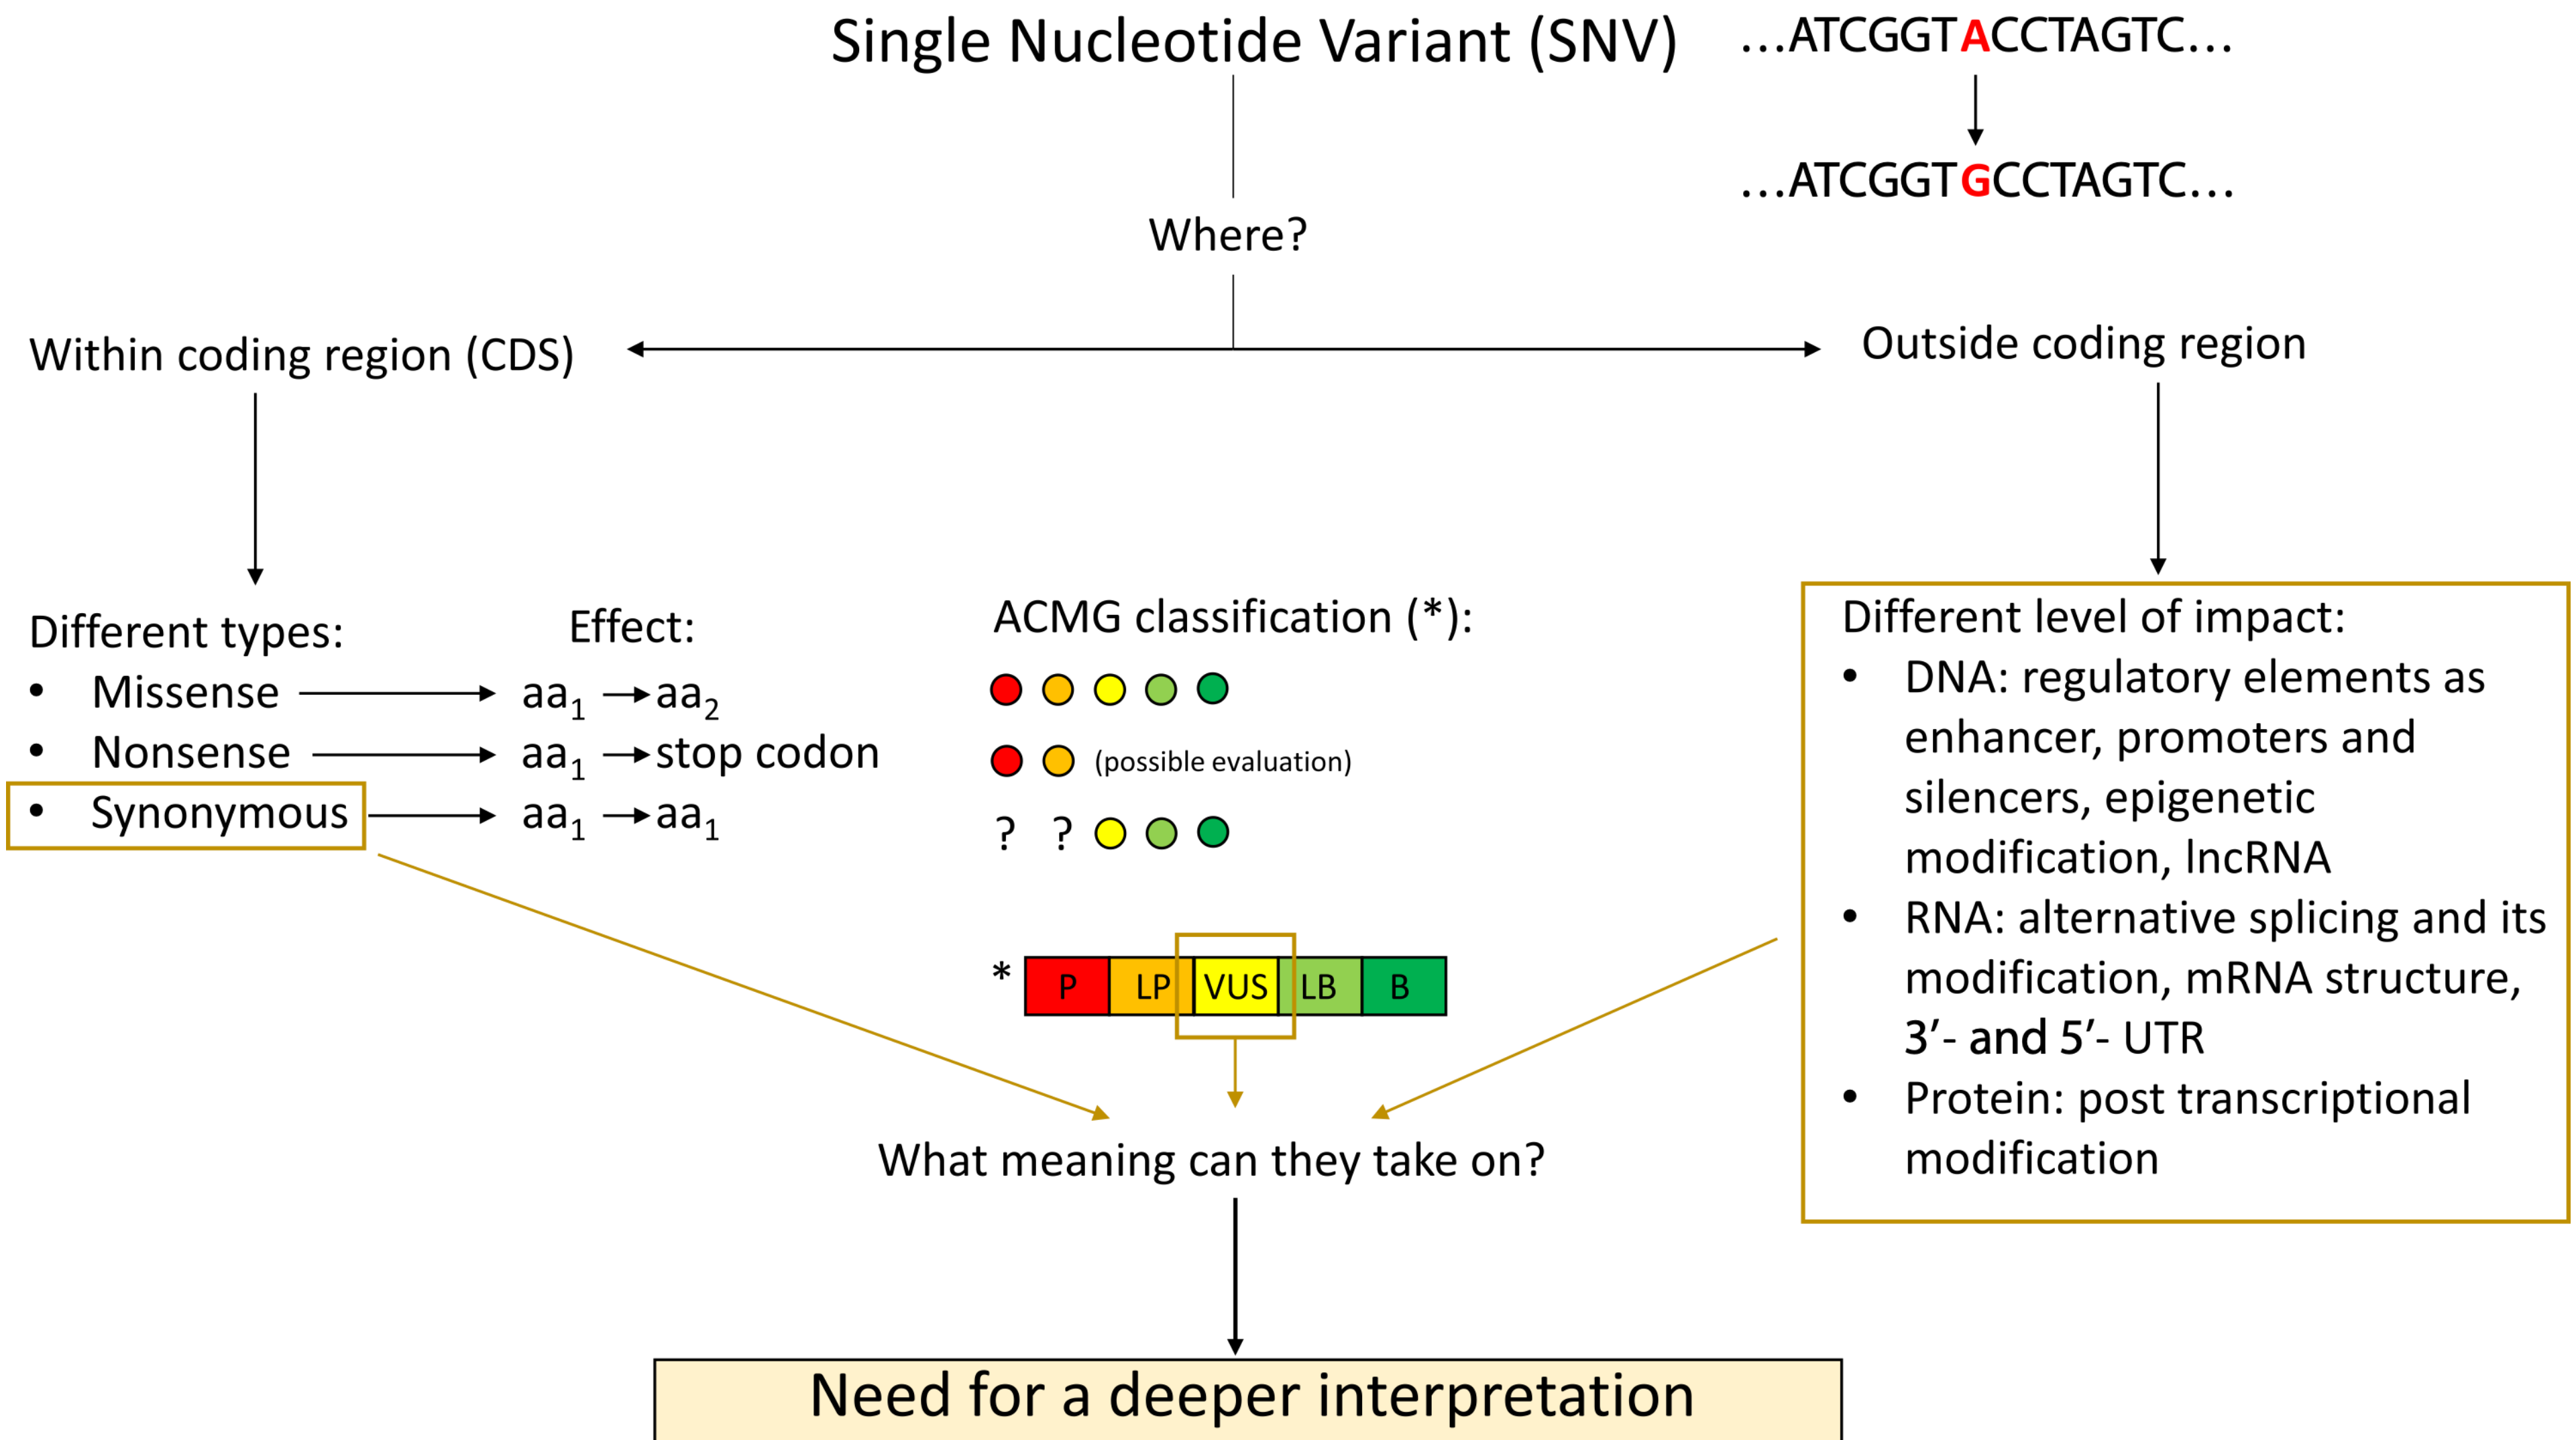 Single Nucleotide Variant (SNV)
...ATCGGTACCTAGTC...
...ATCGGTGCCTAGTC...
Where?
Within coding region (CDS)
Outside coding region
Different types:
Effect:
• Missense
aa1
aa2
• Nonsense
aa1
stop codon
• Synonymous
aa1
aa1
ACMG classification (*):
(possible evaluation)
? ?
* P LP VUS LB B
Different level of impact:
• DNA: regulatory elements as
enhancer, promoters and
silencers, epigenetic
modification, lncRNA
• RNA: alternative splicing and its
modification, mRNA structure,
3′- and 5′- UTR
• Protein: post transcriptional
modification
What meaning can they take on?
Need for a deeper interpretation